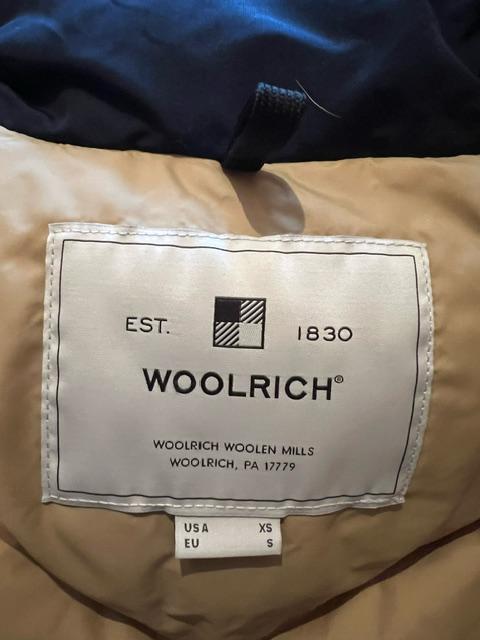 EST. 1830
WOOLRICH®
WOOLRICH WOOLEN MILLS
WOOLRICH, PA 17779
USA XS
EU S